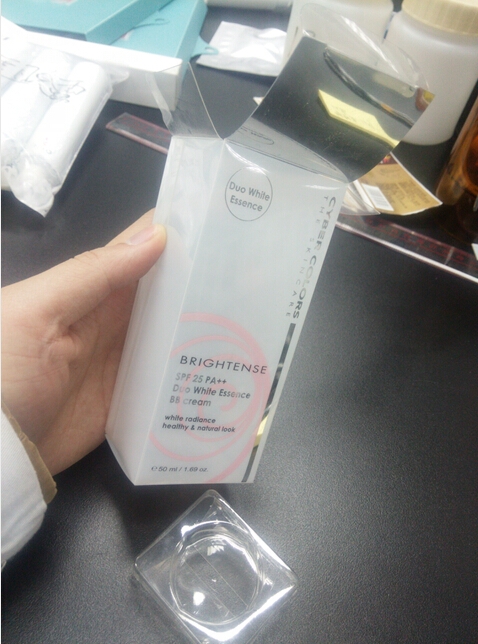 Duo White
Essence
CYBER COLORS
BRIGHTENSE
SPF 25 PA++
Duo White Essence
BB cream
white radiance
healthy & natural look
e 50 ml / 1.69 oz.